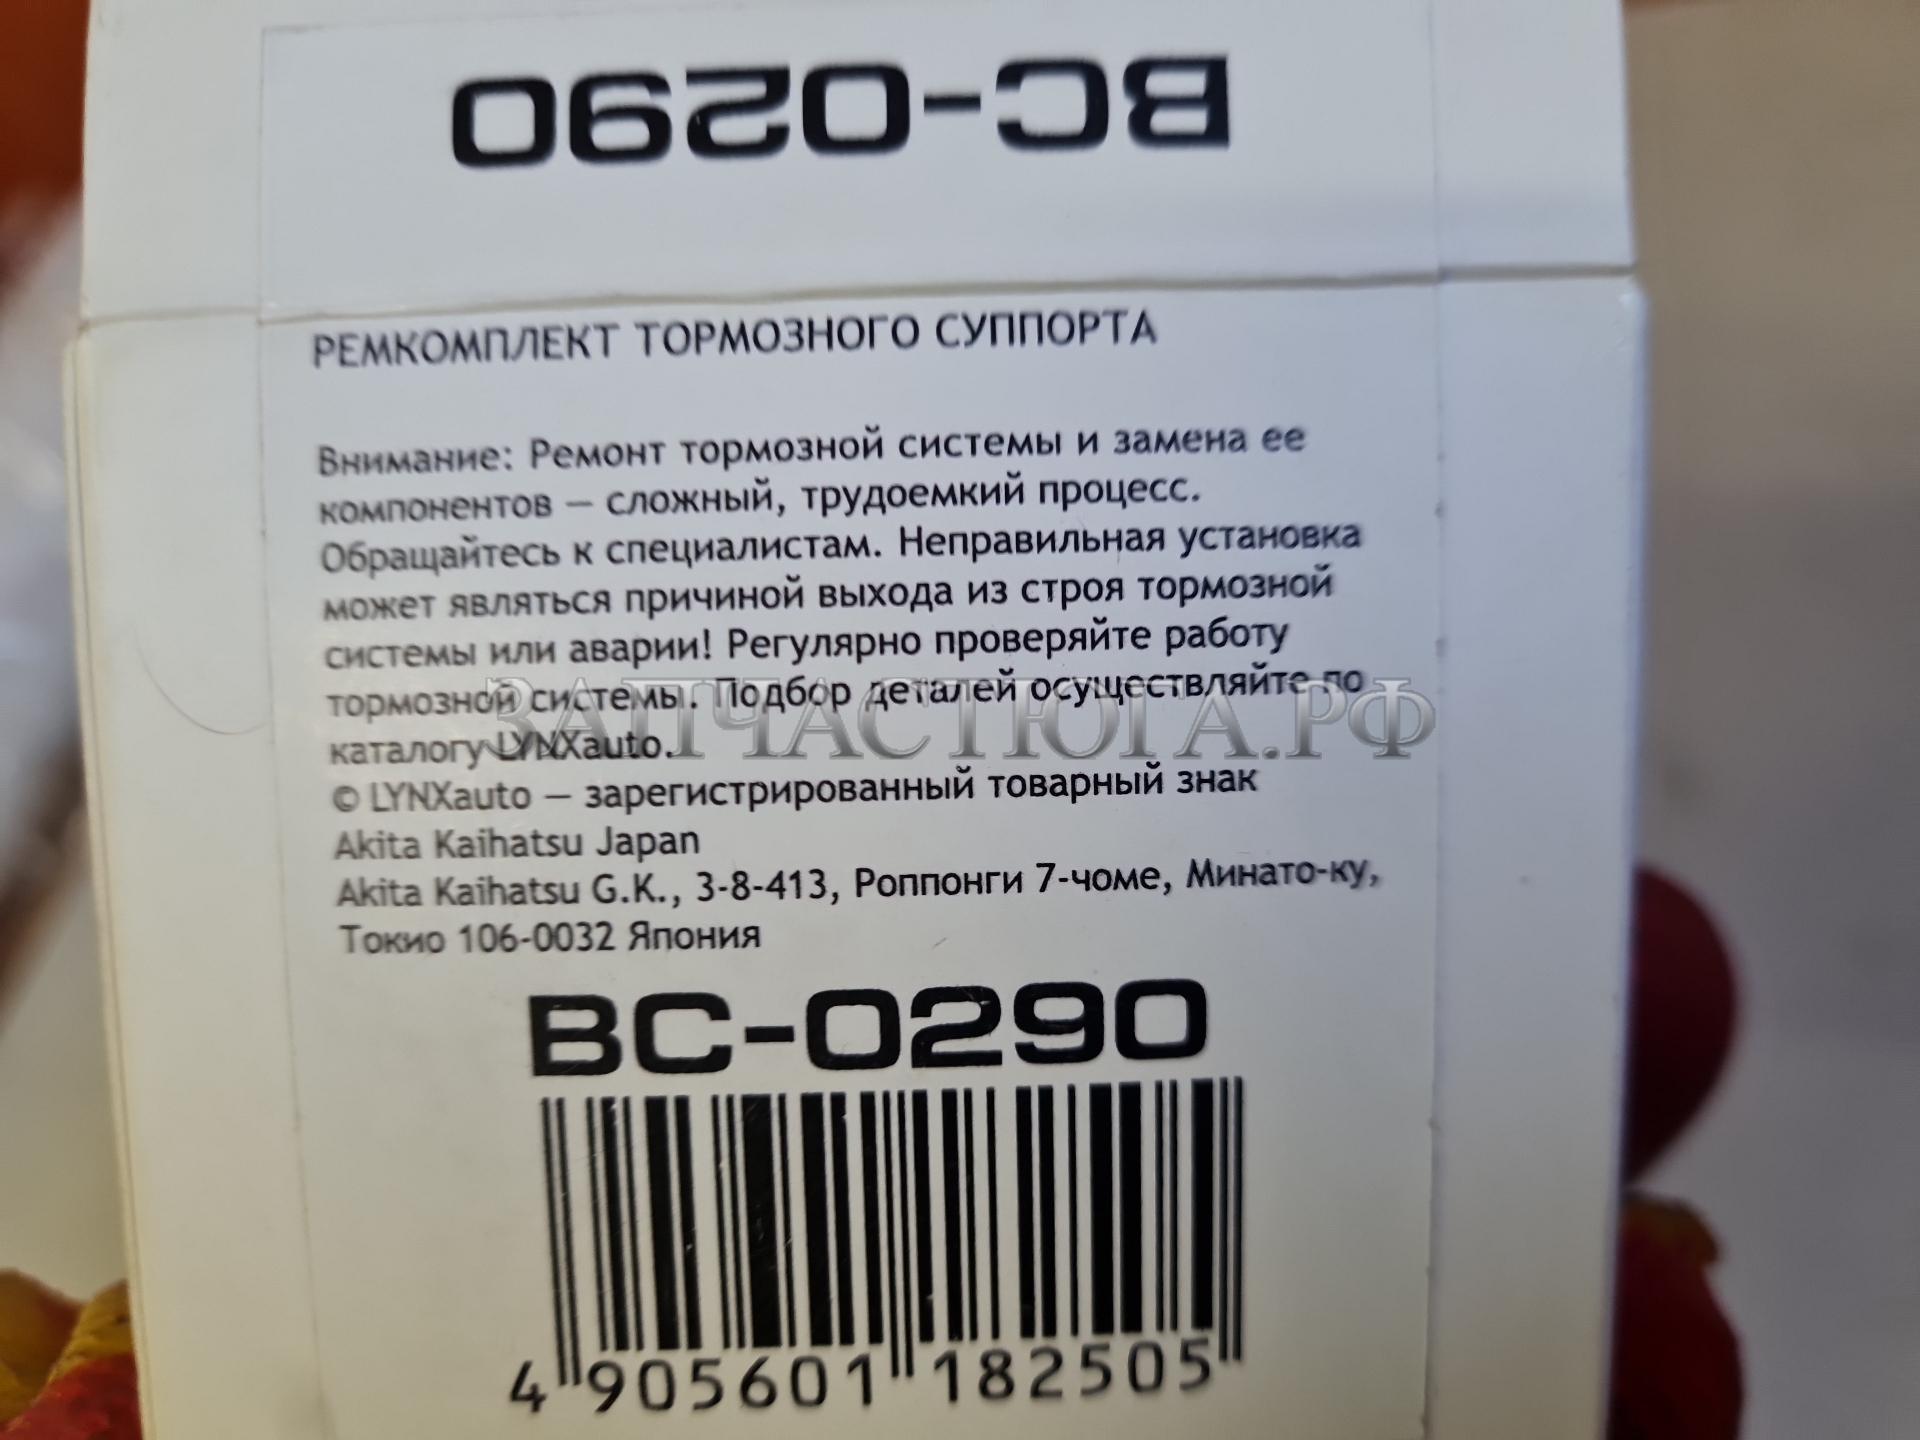 BC-0290
РЕМКОМПЛЕКТ ТОРМОЗНОГО СУППОРТА
Внимание: Ремонт тормозной системы и замена ее
компонентов — сложный, трудоемкий процесс.
Обращайтесь к специалистам. Неправильная установка
может являться причиной выхода из строя тормозной
системы или аварии! Регулярно проверяйте работу
тормозной системы. Подбор деталей осуществляйте по
ЗАПЧАСТЮГА.РФ
каталогу LYNXauto.
© LYNXauto — зарегистрированный товарный знак
Akita Kaihatsu Japan
Akita Kaihatsu G.K., 3-8-413, Роппонги 7-чоме, Минато-ку,
Токио 106-0032 Япония
BC-0290
4 905601 182505